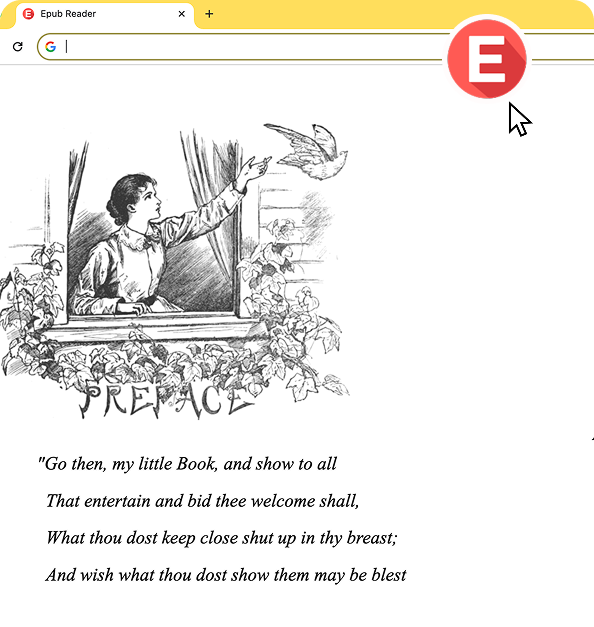 Epub Reader
E
PREFACE
"Go then, my little Book, and show to all
That entertain and bid thee welcome shall,
What thou dost keep close shut up in thy breast;
And wish what thou dost show them may be blest